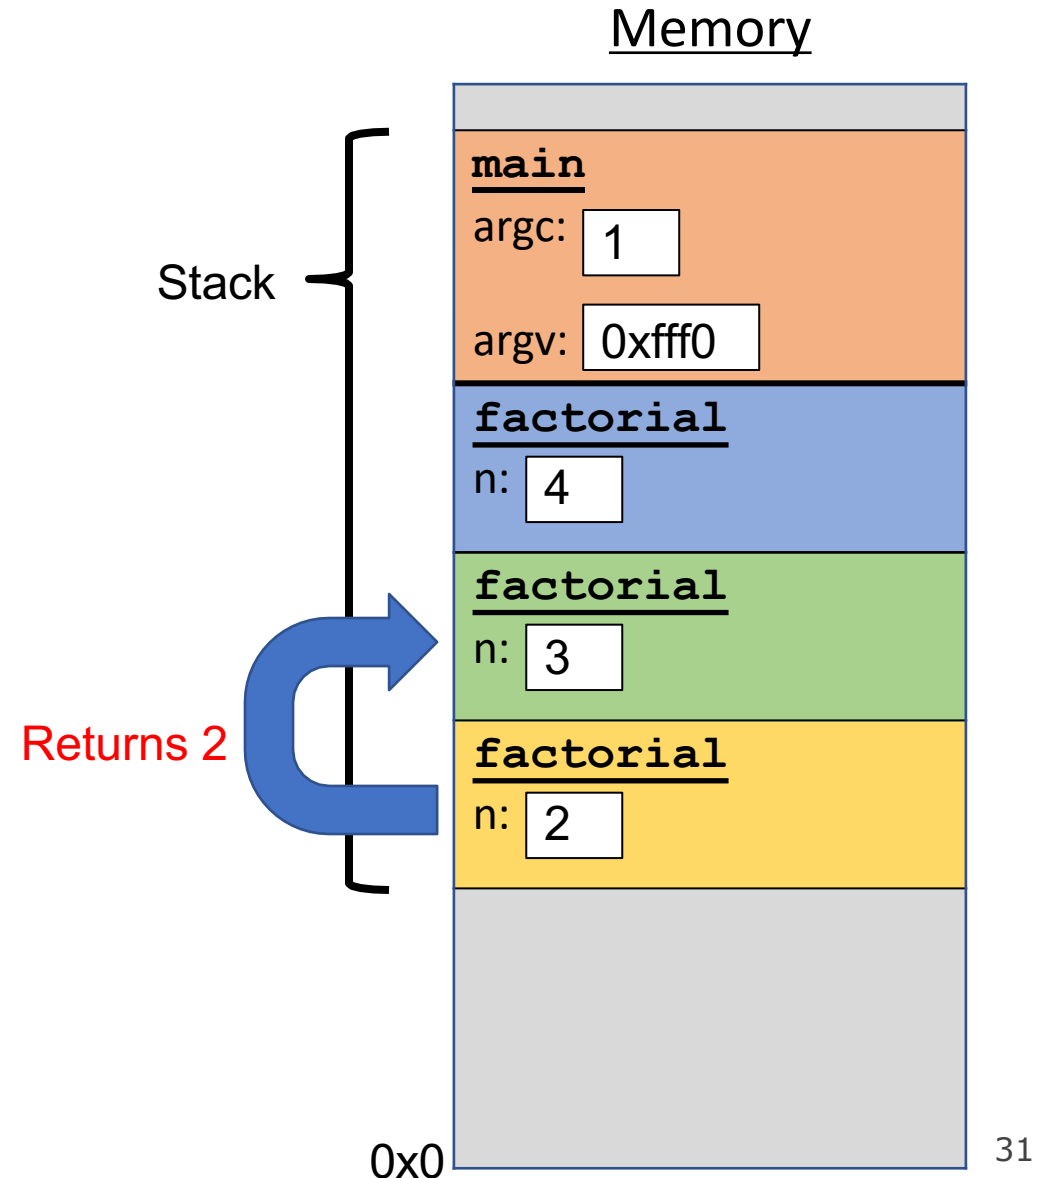 Memory
main
argc: 1
Stack
argv: 0xfff0
factorial
n: 4
factorial
n: 3
Returns 2
factorial
n: 2
0x0
31